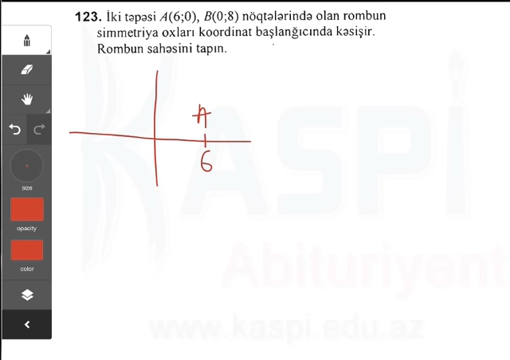 123. İki təpəsi A(6;0), B(0;8) nöqtələrində olan rombun
simmetriya oxları koordinat başlanğıcında kəsişir.
Rombun sahəsini tapın.
A
6
size
opacity
color
KASPİ
Abituriyent
www.kaspi.edu.az